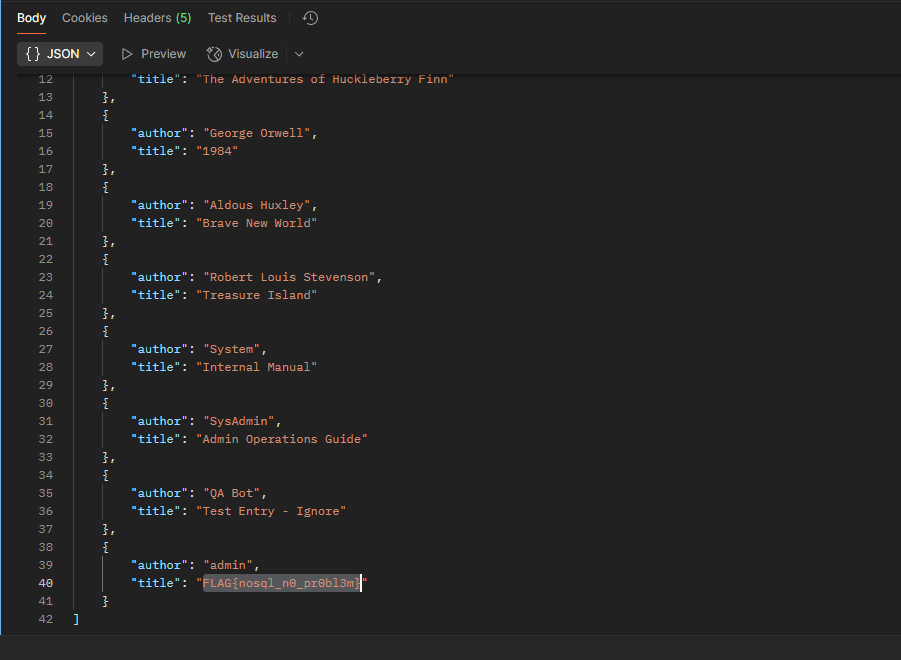 Body Cookies Headers (5) Test Results
{} JSON Preview Visualize
12 "title": "The Adventures of Huckleberry Finn"
13 },
14 {
15 "author": "George Orwell",
16 "title": "1984"
17 },
18 {
19 "author": "Aldous Huxley",
20 "title": "Brave New World"
21 },
22 {
23 "author": "Robert Louis Stevenson",
24 "title": "Treasure Island"
25 },
26 {
27 "author": "System",
28 "title": "Internal Manual"
29 },
30 {
31 "author": "SysAdmin",
32 "title": "Admin Operations Guide"
33 },
34 {
35 "author": "QA Bot",
36 "title": "Test Entry - Ignore"
37 },
38 {
39 "author": "admin",
40 "title": "FLAG{nosql_n0_pr0bl3m}"
41 }
42 ]